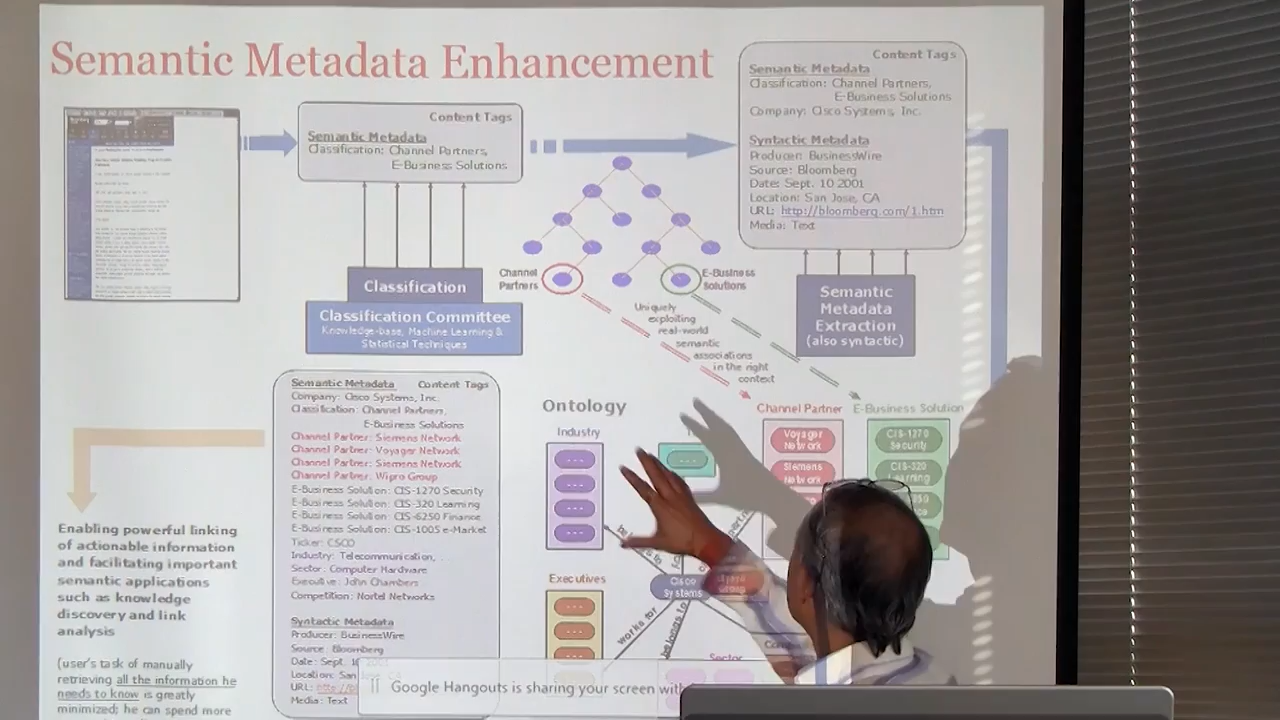 Semantic Metadata Enhancement
Content Tags
Semantic Metadata
Classification: Channel Partners,
E-Business Solutions
Content Tags
Semantic Metadata
Classification: Channel Partners,
E-Business Solutions
Company: Cisco Systems, Inc.
Syntactic Metadata
Producer: BusinessWire
Source: Bloomberg
Date: Sept. 10 2001
Location: San Jose, CA
URL: http://bloomberg.com/1.htm
Media: Text
Classification
Classification Committee
Knowledge-base, Machine Learning &
Statistical Techniques
Channel
Partners
E-Business
Solutions
Uniquely
exploiting
real-world
semantic
associations
in the right
context
Semantic
Metadata
Extraction
(also syntactic)
Semantic Metadata Content Tags
Company: Cisco Systems, Inc.
Classification: Channel Partners,
E-Business Solutions
Channel Partner: Siemens Network
Channel Partner: Voyager Network
Channel Partner: Siemens Network
Channel Partner: Wipro Group
E-Business Solution: CIS-1270 Security
E-Business Solution: CIS-320 Learning
E-Business Solution: CIS-6250 Finance
E-Business Solution: CIS-1005 e-Market
Ticker: CSCO
Industry: Telecommunication,
Sector: Computer Hardware
Executive: John Chambers
Competition: Nortel Networks
Syntactic Metadata
Producer: BusinessWire
Source: Bloomberg
Date: Sept. 10 2001
Location: San
URL:
Media: Text
Enabling powerful linking
of actionable information
and facilitating important
semantic applications
such as knowledge
discovery and link
analysis
(user's task of manually
retrieving all the information he
needs to know is greatly
minimized; he can spend more
Ontology
Industry
Channel Partner
E-Business Solution
Voyager
Network
Siemens
Network
CIS-1270
Security
CIS-320
Learning
Executives
Cisco
Systems
Group
works for
belongs to
Sector
Google Hangouts is sharing your screen with